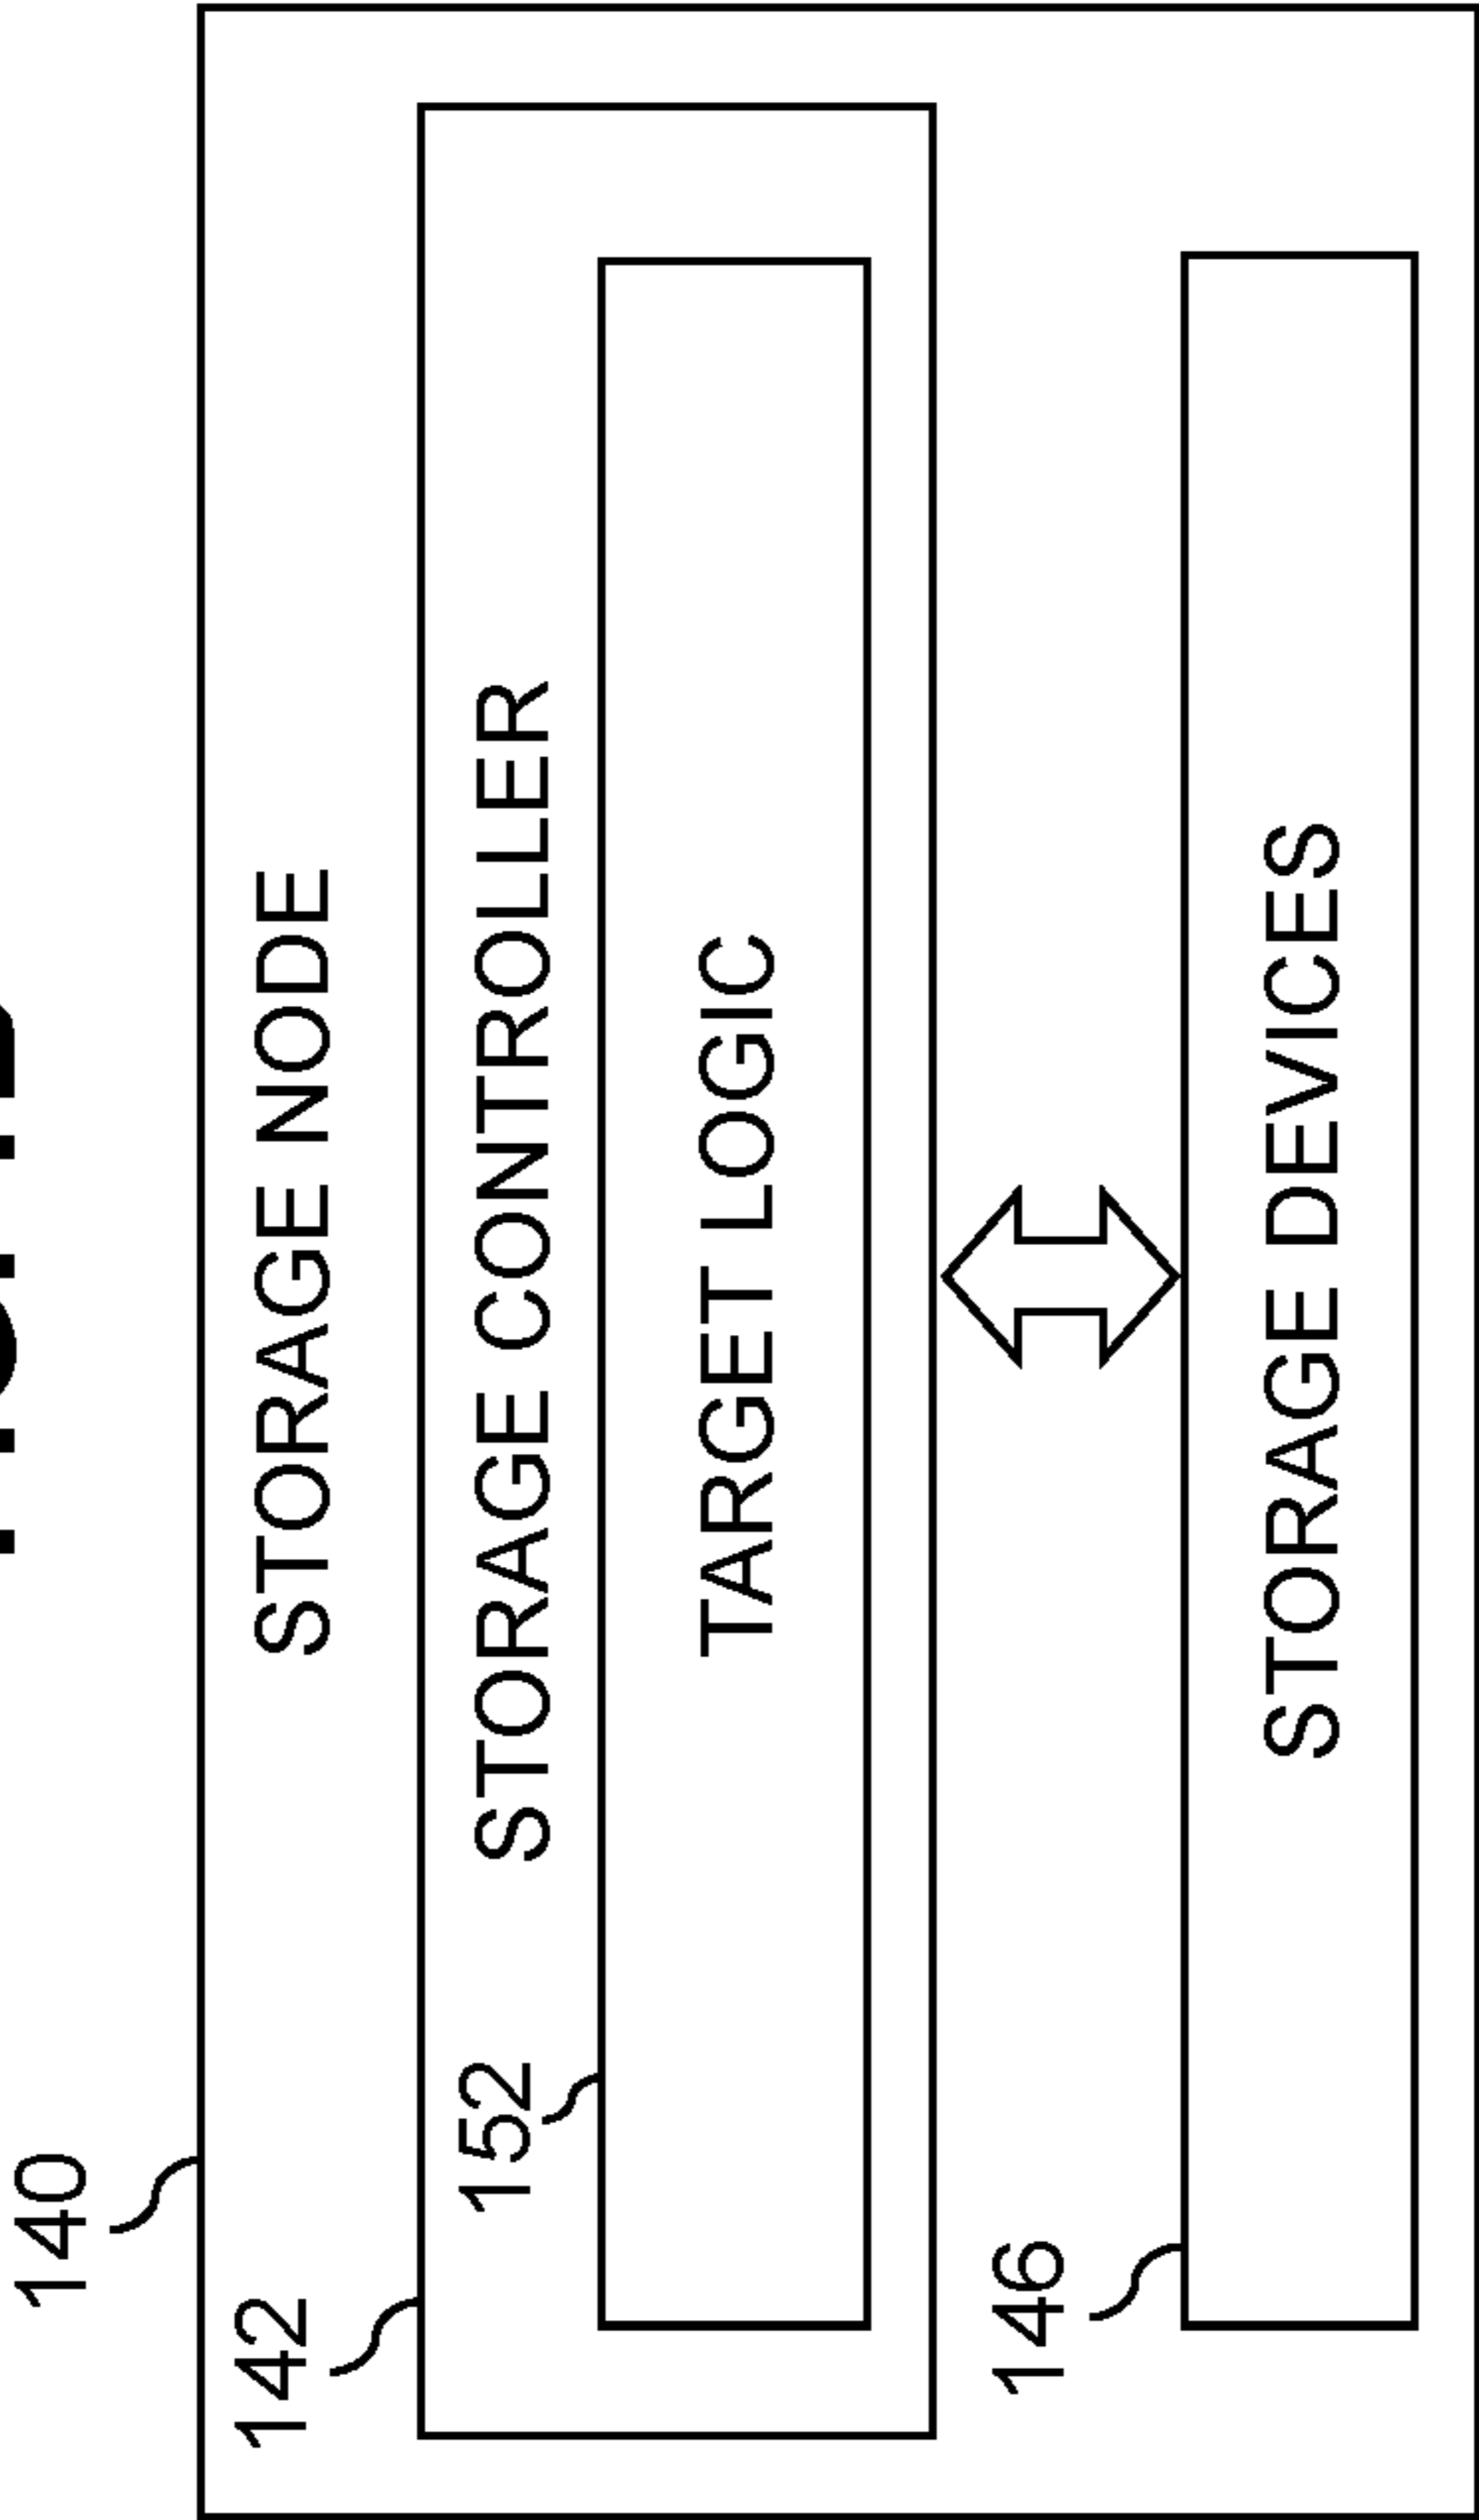 140
STORAGE NODE
142
STORAGE CONTROLLER
152
TARGET LOGIC
146
STORAGE DEVICES